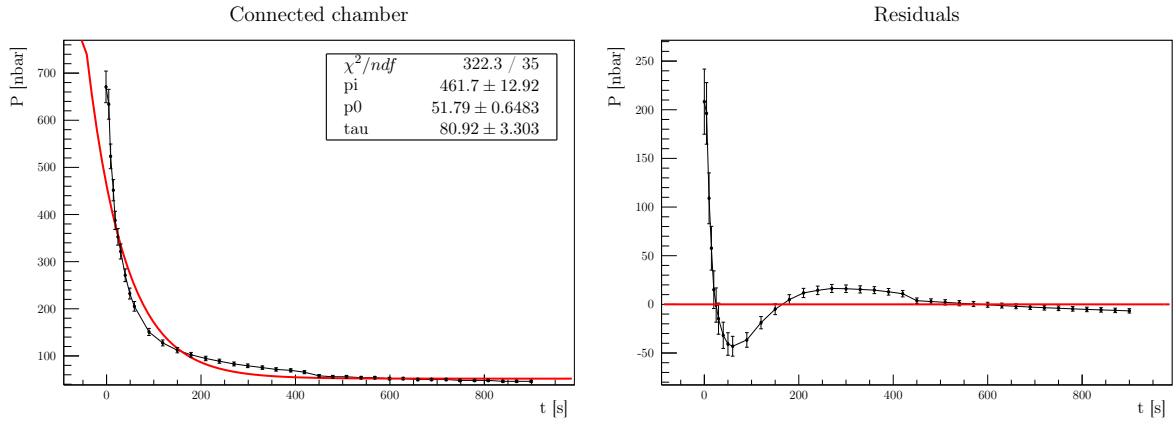 Connected chamber
P [nbar]
700
600
500
400
300
200
100
0
200
400
600
800
t [s]
χ²/ndf 322.3 / 35
pi 461.7 ± 12.92
p0 51.79 ± 0.6483
tau 80.92 ± 3.303
Residuals
P [nbar]
250
200
150
100
50
0
-50
0
200
400
600
800
t [s]